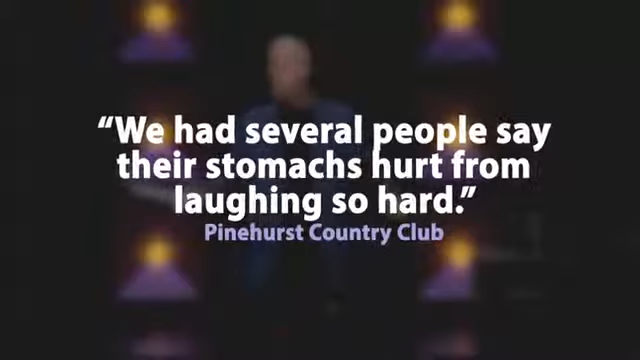 “We had several people say
their stomachs hurt from
laughing so hard.”
Pinehurst Country Club